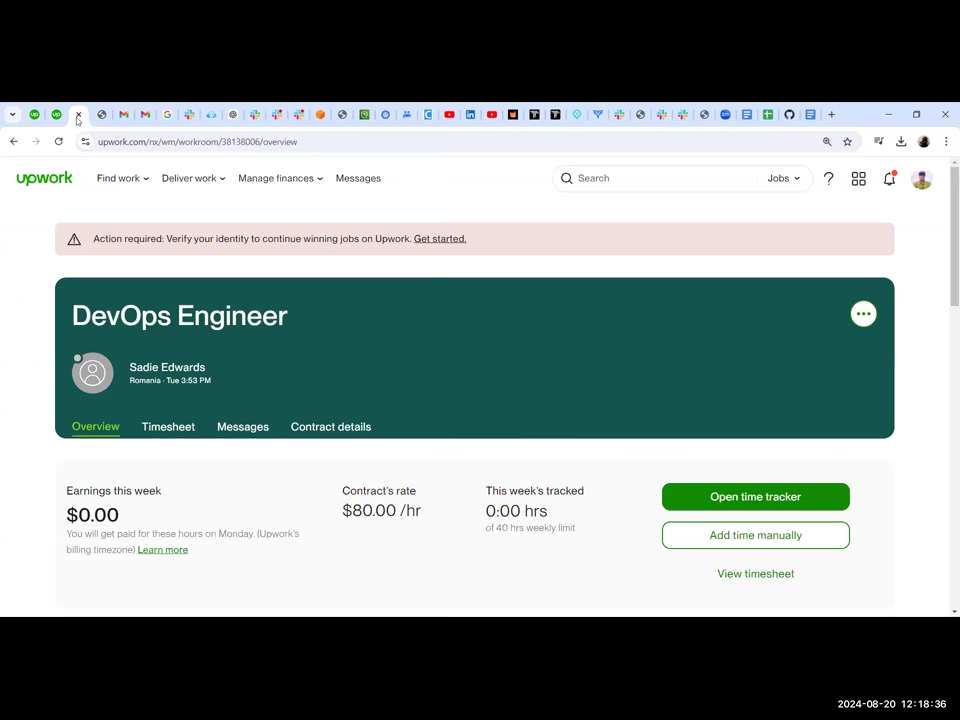 upwork.com/nx/wm/workroom/38138006/overview
upwork Find work Deliver work Manage finances Messages Search Jobs
Action required: Verify your identity to continue winning jobs on Upwork. Get started.
DevOps Engineer
Sadie Edwards
Romania · Tue 3:53 PM
Overview Timesheet Messages Contract details
Earnings this week Contract's rate This week's tracked Open time tracker
$0.00 $80.00 /hr 0:00 hrs
You will get paid for these hours on Monday. (Upwork's of 40 hrs weekly limit Add time manually
billing timezone) Learn more
View timesheet
2024-08-20 12:18:36